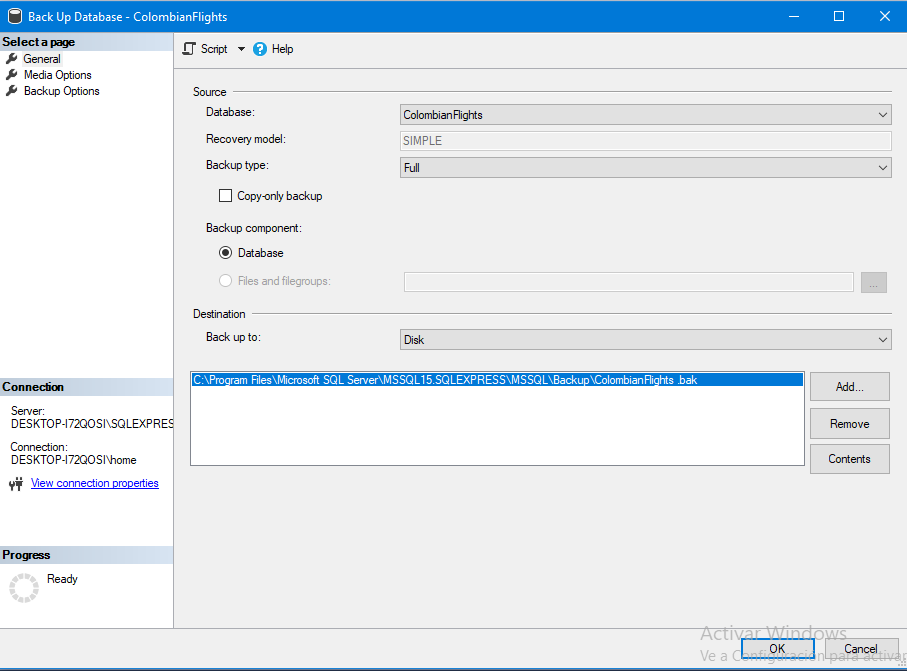 Back Up Database - ColombianFlights
Select a page
General
Media Options
Backup Options
Script
Help
Source
Database:
ColombianFlights
Recovery model:
SIMPLE
Backup type:
Full
Copy-only backup
Backup component:
Database
Files and filegroups:
...
Destination
Back up to:
Disk
C:\Program Files\Microsoft SQL Server\MSSQL15.SQLEXPRESS\MSSQL\Backup\ColombianFlights .bak
Add...
Remove
Contents
Connection
Server:
DESKTOP-I72QOSI\SQLEXPRES
Connection:
DESKTOP-I72QOSI\home
View connection properties
Progress
Ready
Activar Windows
Ve a Configuración para activar
OK
Cancel